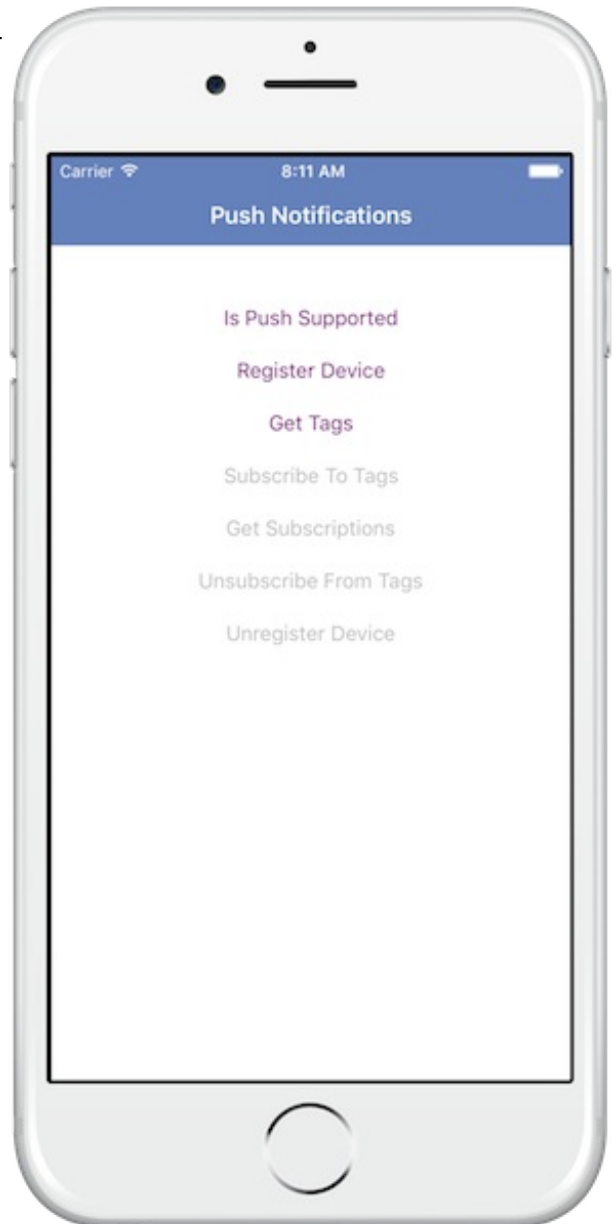 Carrier
8:11 AM
Push Notifications
Is Push Supported
Register Device
Get Tags
Subscribe To Tags
Get Subscriptions
Unsubscribe From Tags
Unregister Device